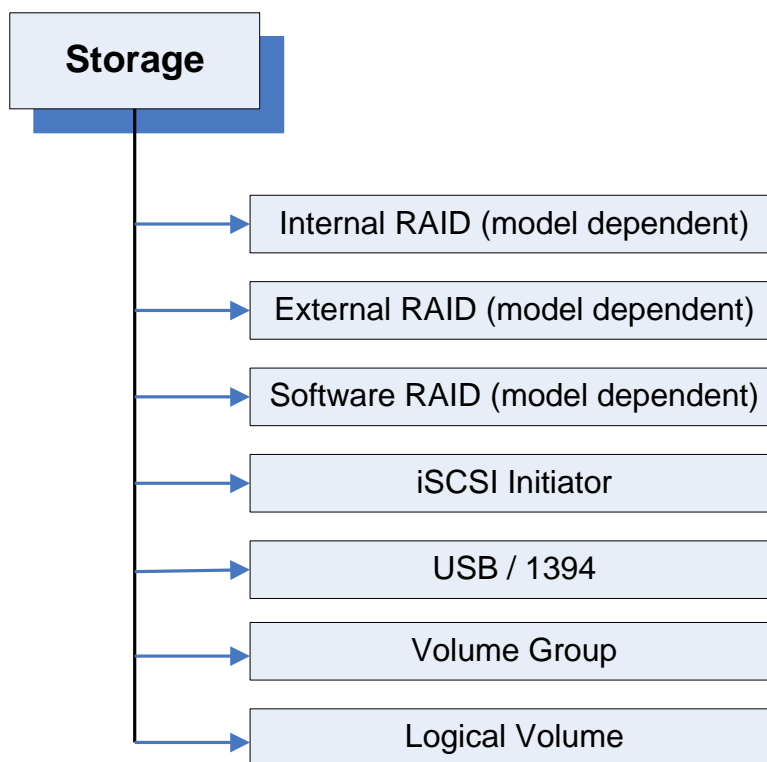 Storage
Internal RAID (model dependent)
External RAID (model dependent)
Software RAID (model dependent)
iSCSI Initiator
USB / 1394
Volume Group
Logical Volume